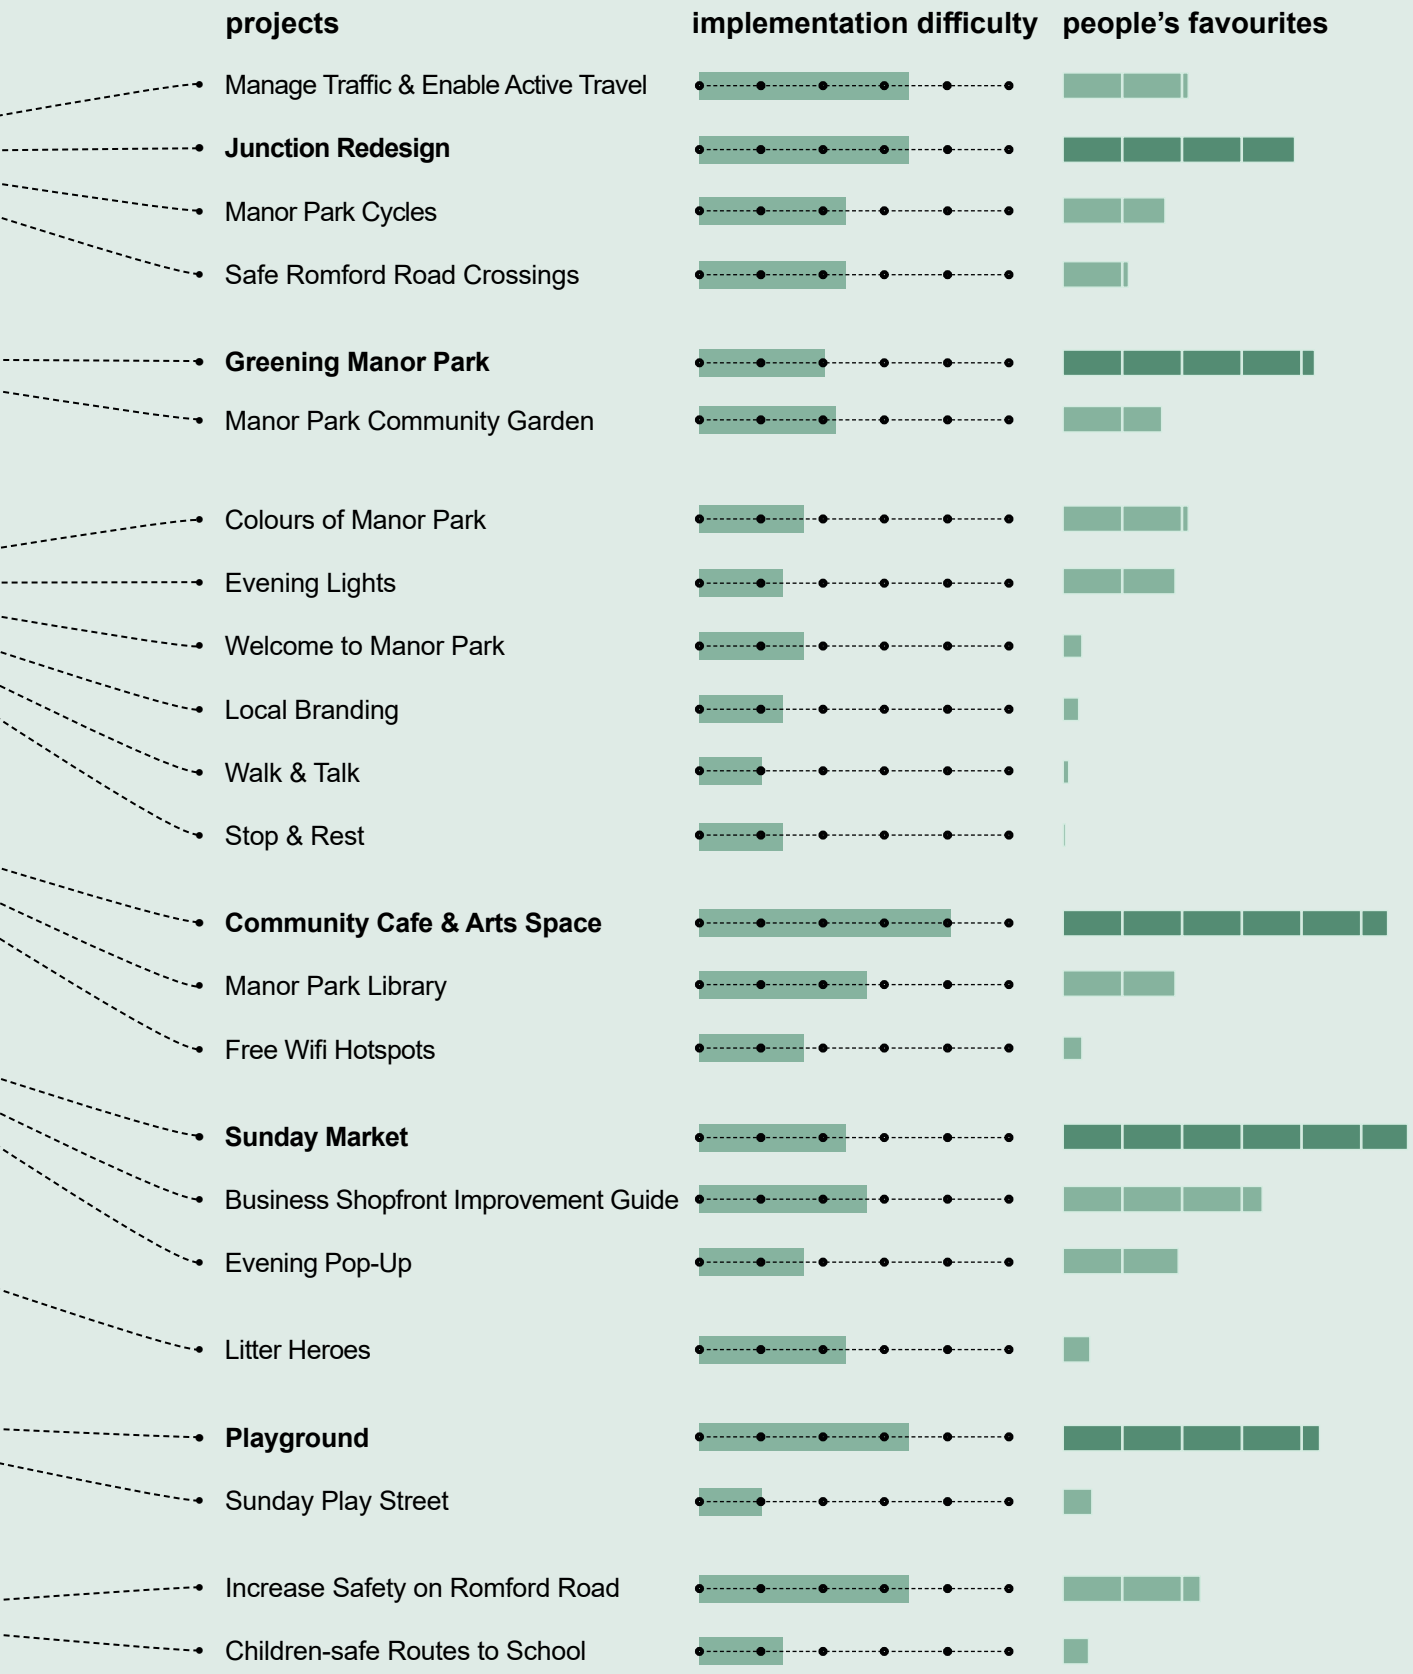 projects implementation difficulty people’s favourites
Manage Traffic & Enable Active Travel
Junction Redesign
Manor Park Cycles
Safe Romford Road Crossings
Greening Manor Park
Manor Park Community Garden
Colours of Manor Park
Evening Lights
Welcome to Manor Park
Local Branding
Walk & Talk
Stop & Rest
Community Cafe & Arts Space
Manor Park Library
Free Wifi Hotspots
Sunday Market
Business Shopfront Improvement Guide
Evening Pop-Up
Litter Heroes
Playground
Sunday Play Street
Increase Safety on Romford Road
Children-safe Routes to School